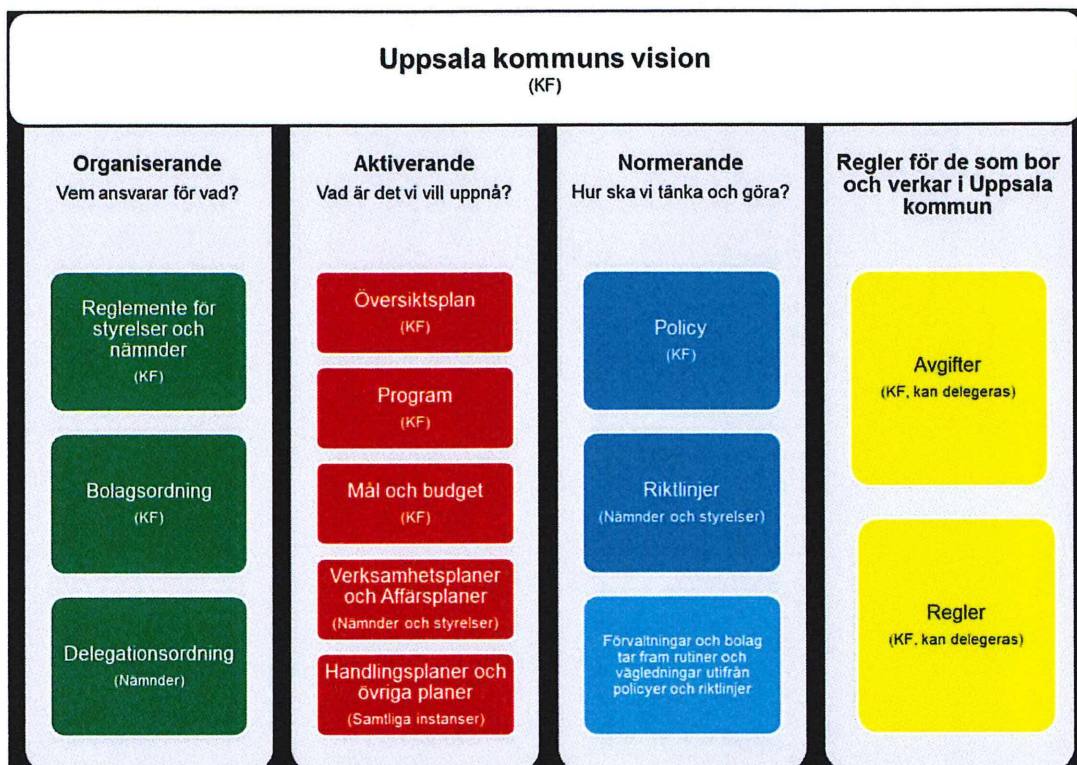 Uppsala kommuns vision
(KF)
Organiserande
Vem ansvarar för vad?
Reglemente för
styrelser och
nämnder
(KF)
Bolagsordning
(KF)
Delegationsordning
(Nämnder)
Aktiverande
Vad är det vi vill uppnå?
Översiktsplan
(KF)
Program
(KF)
Mål och budget
(KF)
Verksamhetsplaner
och Affärsplaner
(Nämnder och styrelser)
Handlingsplaner och
övriga planer
(Samtliga instanser)
Normerande
Hur ska vi tänka och göra?
Policy
(KF)
Riktlinjer
(Nämnder och styrelser)
Förvaltningar och bolag
tar fram rutiner och
vägledningar utifrån
policyer och riktlinjer
Regler för de som bor
och verkar i Uppsala
kommun
Avgifter
(KF, kan delegeras)
Regler
(KF, kan delegeras)